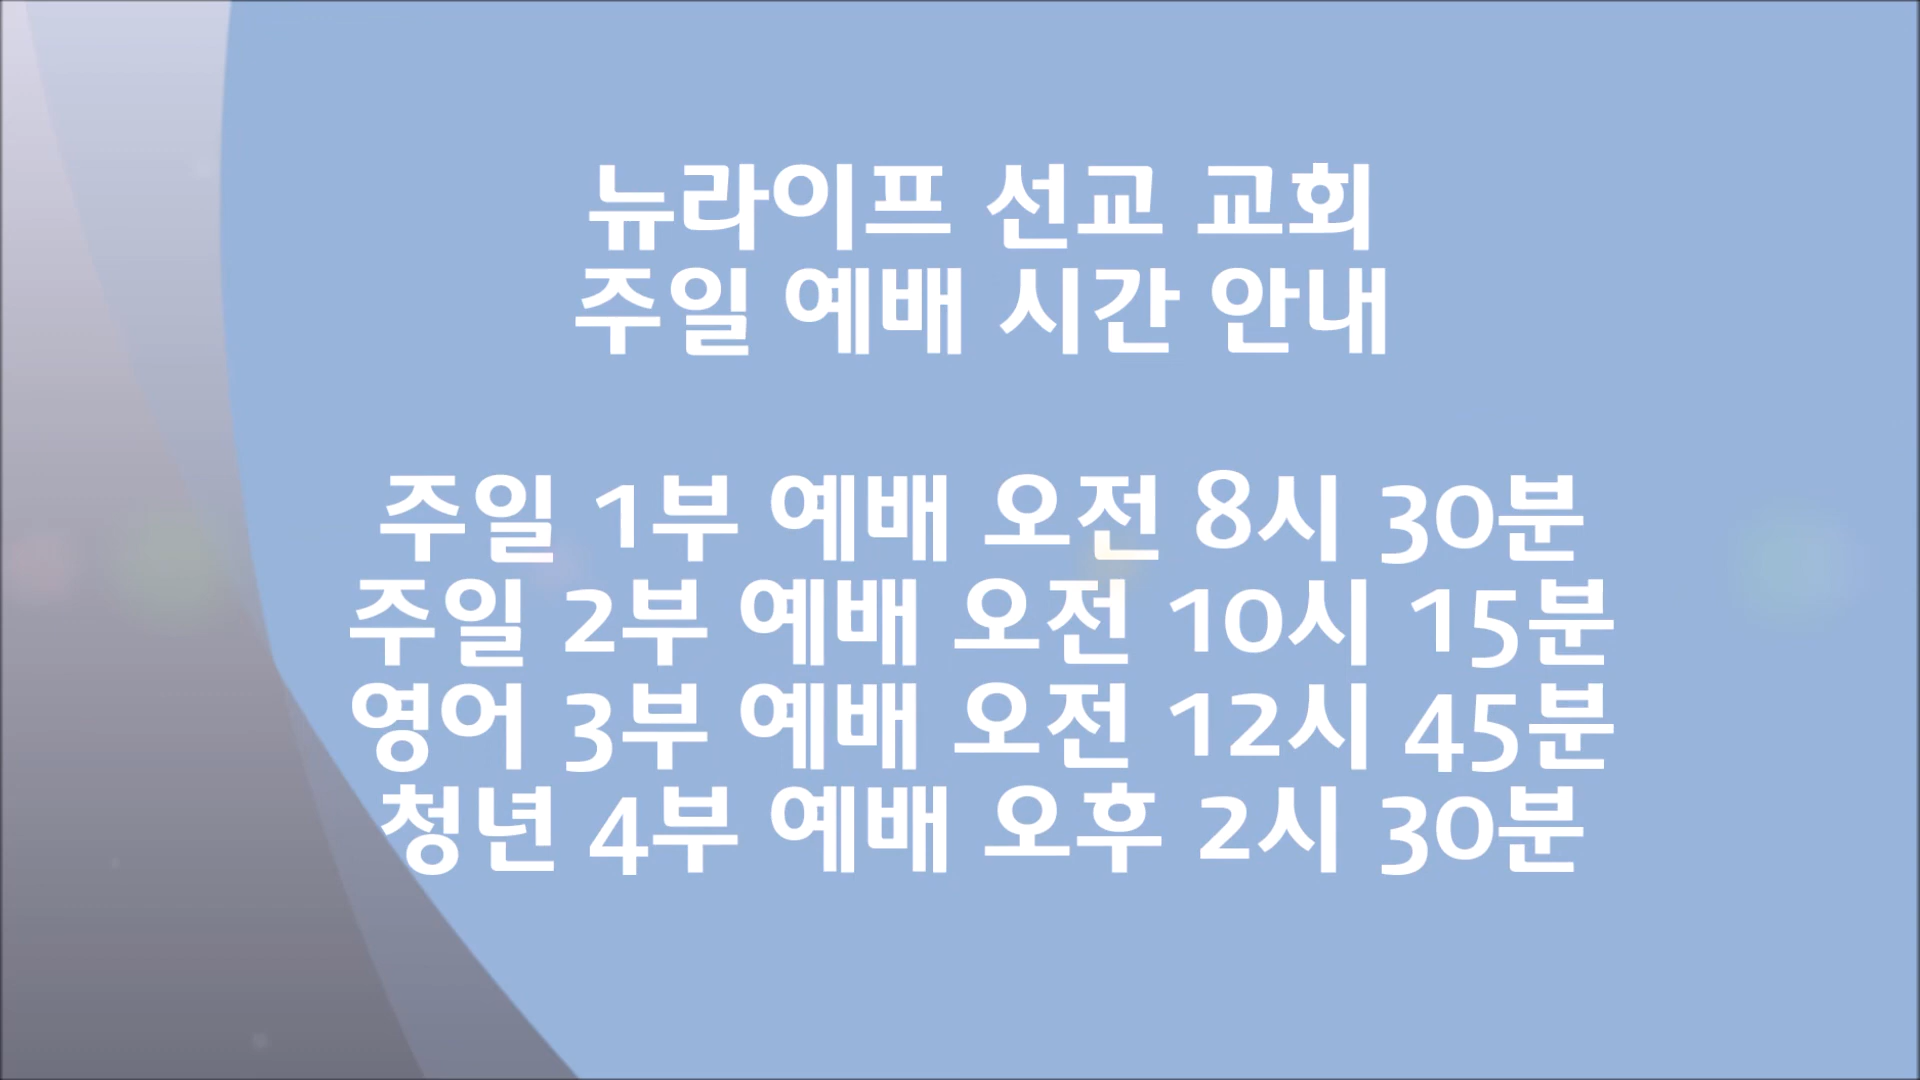 뉴라이프 선교 교회
주일 예배 시간 안내
주일 1부 예배 오전 8시 30분
주일 2부 예배 오전 10시 15분
영어 3부 예배 오전 12시 45분
청년 4부 예배 오후 2시 30분